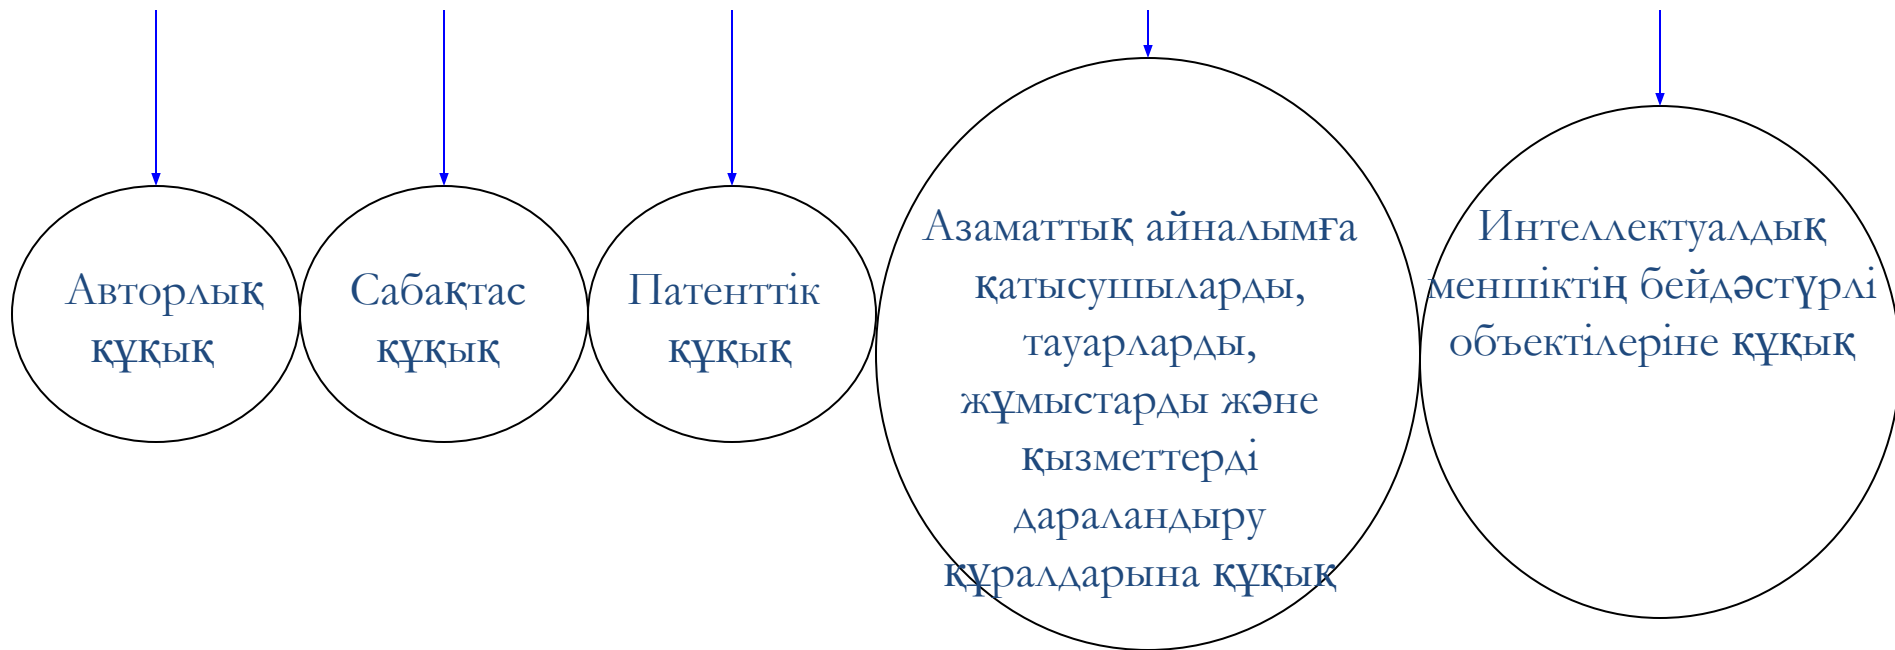 Авторлық
құқық
Сабақтас
құқық
Патенттік
құқық
Азаматтық айналымға
қатысушыларды,
тауарларды,
жұмыстарды және
қызметтерді
дараландыру
құралдарына құқық
Интеллектуалдық
меншіктің бейдәстүрлі
объектілеріне құқық